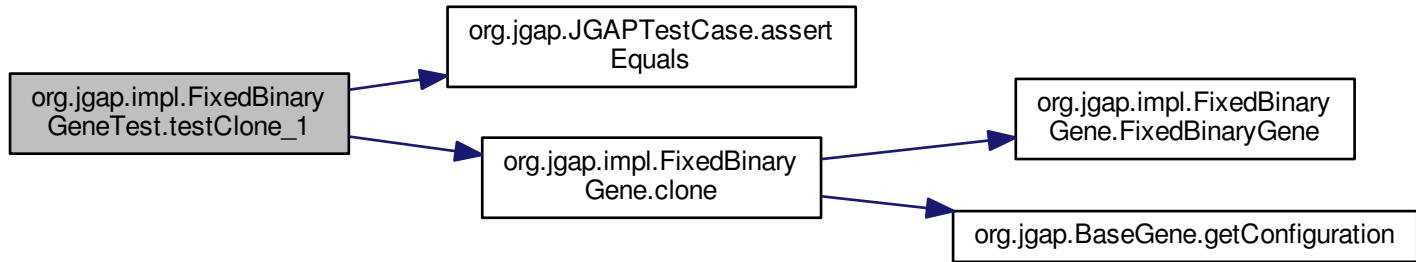 org.jgap.JGAPTestCase.assert
Equals
org.jgap.impl.FixedBinary
GeneTest.testClone_1
org.jgap.impl.FixedBinary
Gene.clone
org.jgap.impl.FixedBinary
Gene.FixedBinaryGene
org.jgap.BaseGene.getConfiguration